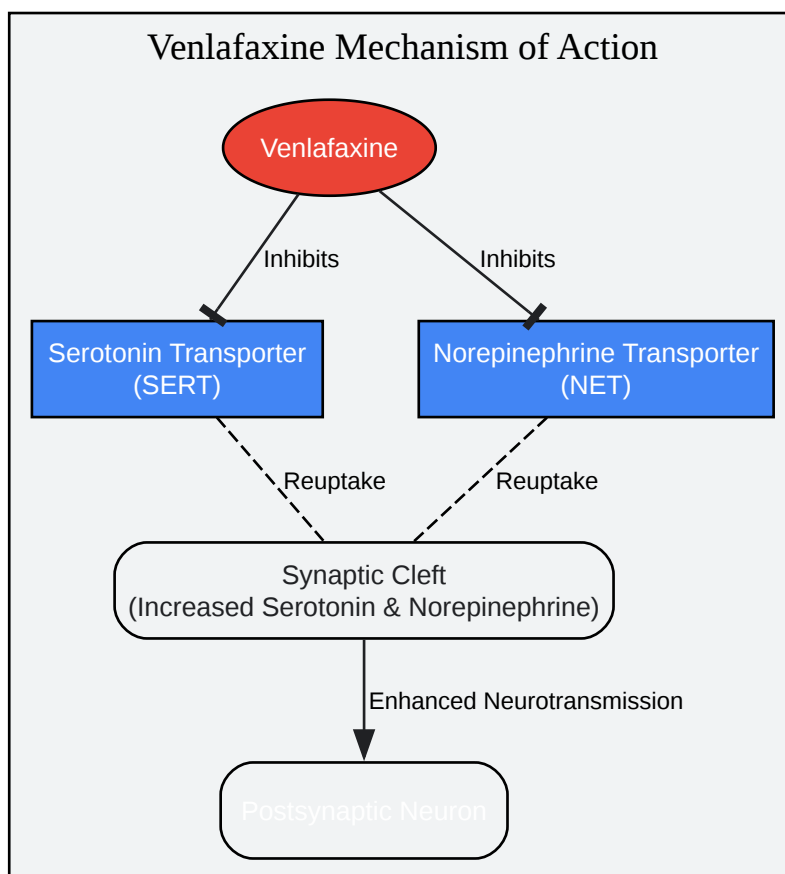 Venlafaxine Mechanism of Action
Venlafaxine
Inhibits
Inhibits
Serotonin Transporter
(SERT)
Norepinephrine Transporter
(NET)
Reuptake
Reuptake
Synaptic Cleft
(Increased Serotonin & Norepinephrine)
Enhanced Neurotransmission
Postsynaptic Neuron